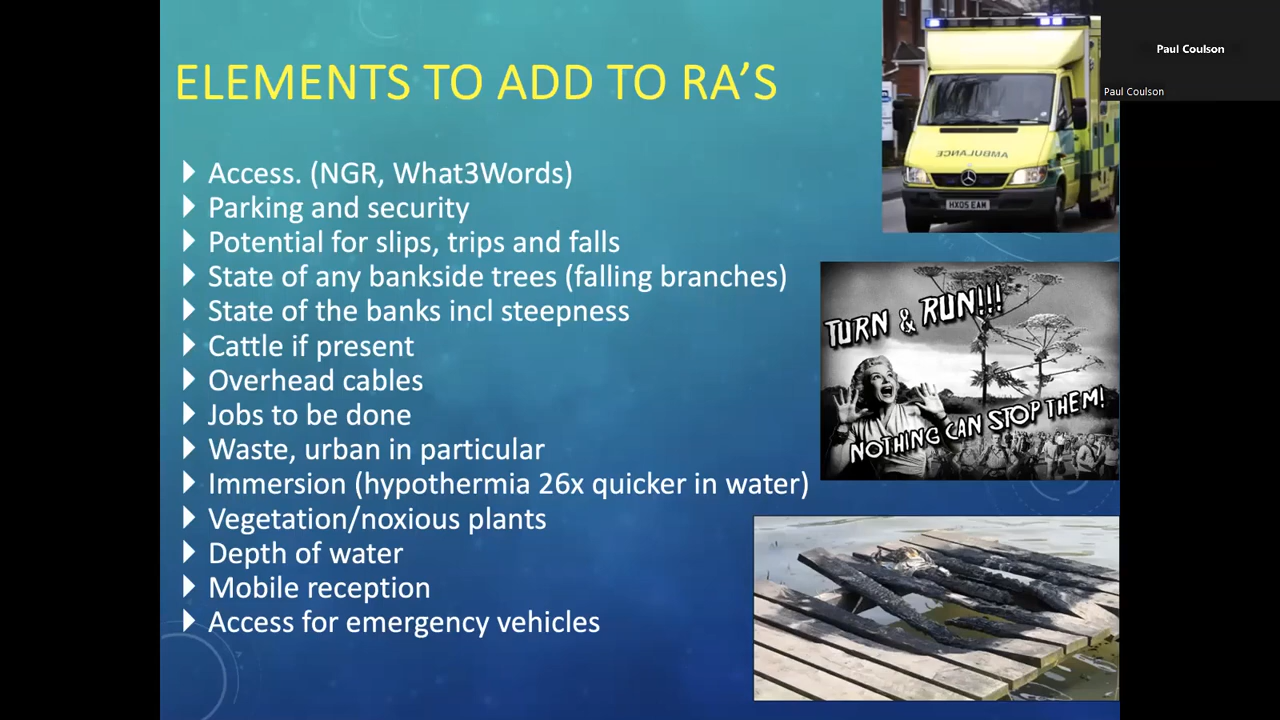 ELEMENTS TO ADD TO RA'S
Access. (NGR, What3Words)
Parking and security
Potential for slips, trips and falls
State of any bankside trees (falling branches)
State of the banks incl steepness
Cattle if present
Overhead cables
Jobs to be done
Waste, urban in particular
Immersion (hypothermia 26x quicker in water)
Vegetation/noxious plants
Depth of water
Mobile reception
Access for emergency vehicles
AMBULANCE
HX05 EAM
TURN & RUN!!!
NOTHING CAN STOP THEM!
Paul Coulson
Paul Coulson